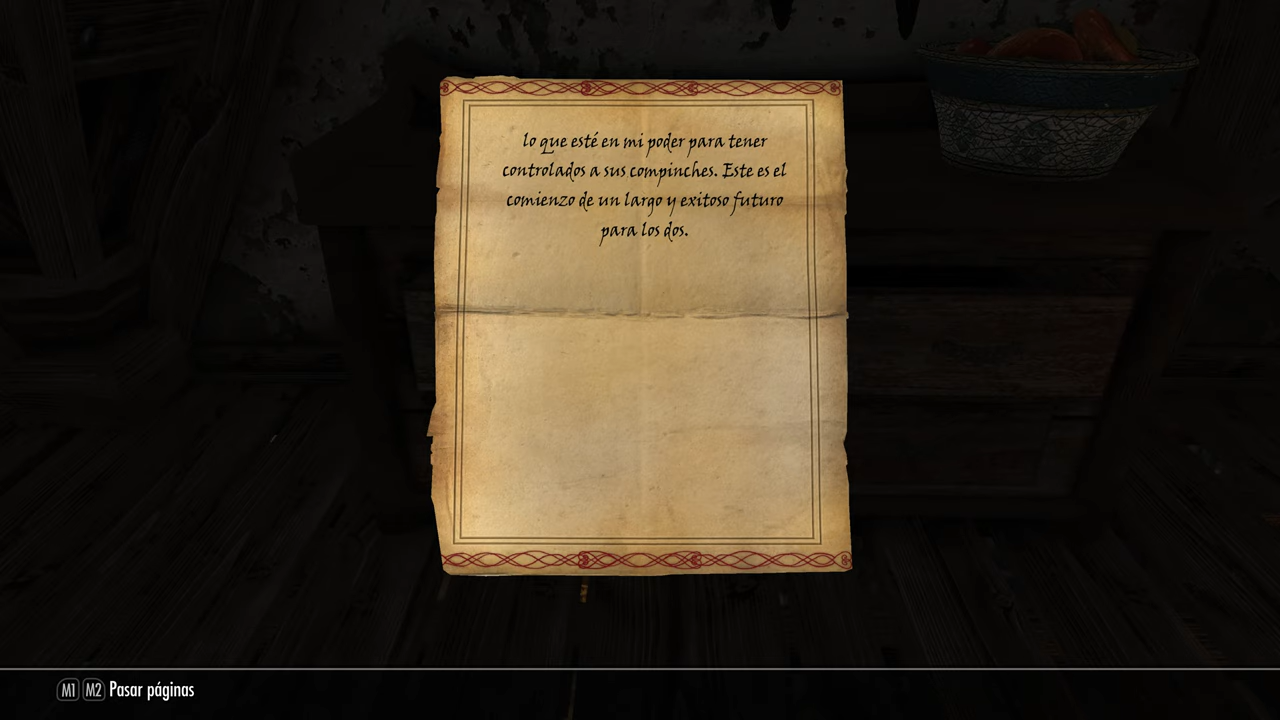 lo que esté en mi poder para tener
controlados a sus compinches. Este es el
comienzo de un largo y exitoso futuro
para los dos.
M1 M2 Pasar páginas